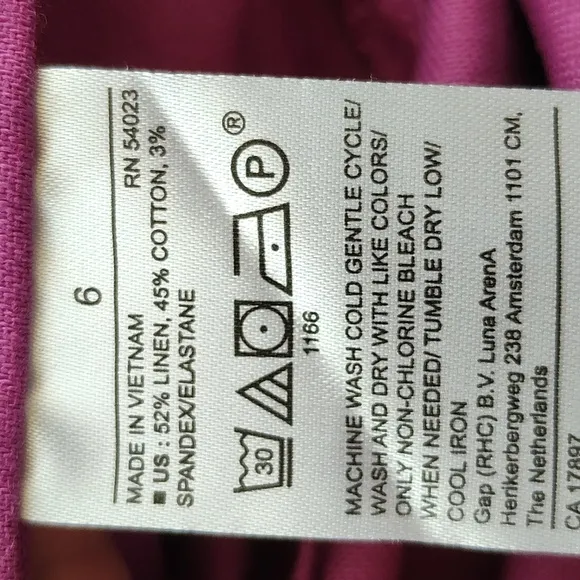 6
RN 54023
MADE IN VIETNAM
■ US : 52% LINEN, 45% COTTON, 3%
SPANDEX/ELASTANE
30 P ®
1166
MACHINE WASH COLD GENTLE CYCLE/
WASH AND DRY WITH LIKE COLORS/
ONLY NON-CHLORINE BLEACH
WHEN NEEDED/ TUMBLE DRY LOW/
COOL IRON
Gap (RHC) B.V. Luna ArenA
Herikerbergweg 238 Amsterdam 1101 CM,
The Netherlands
CA 17897